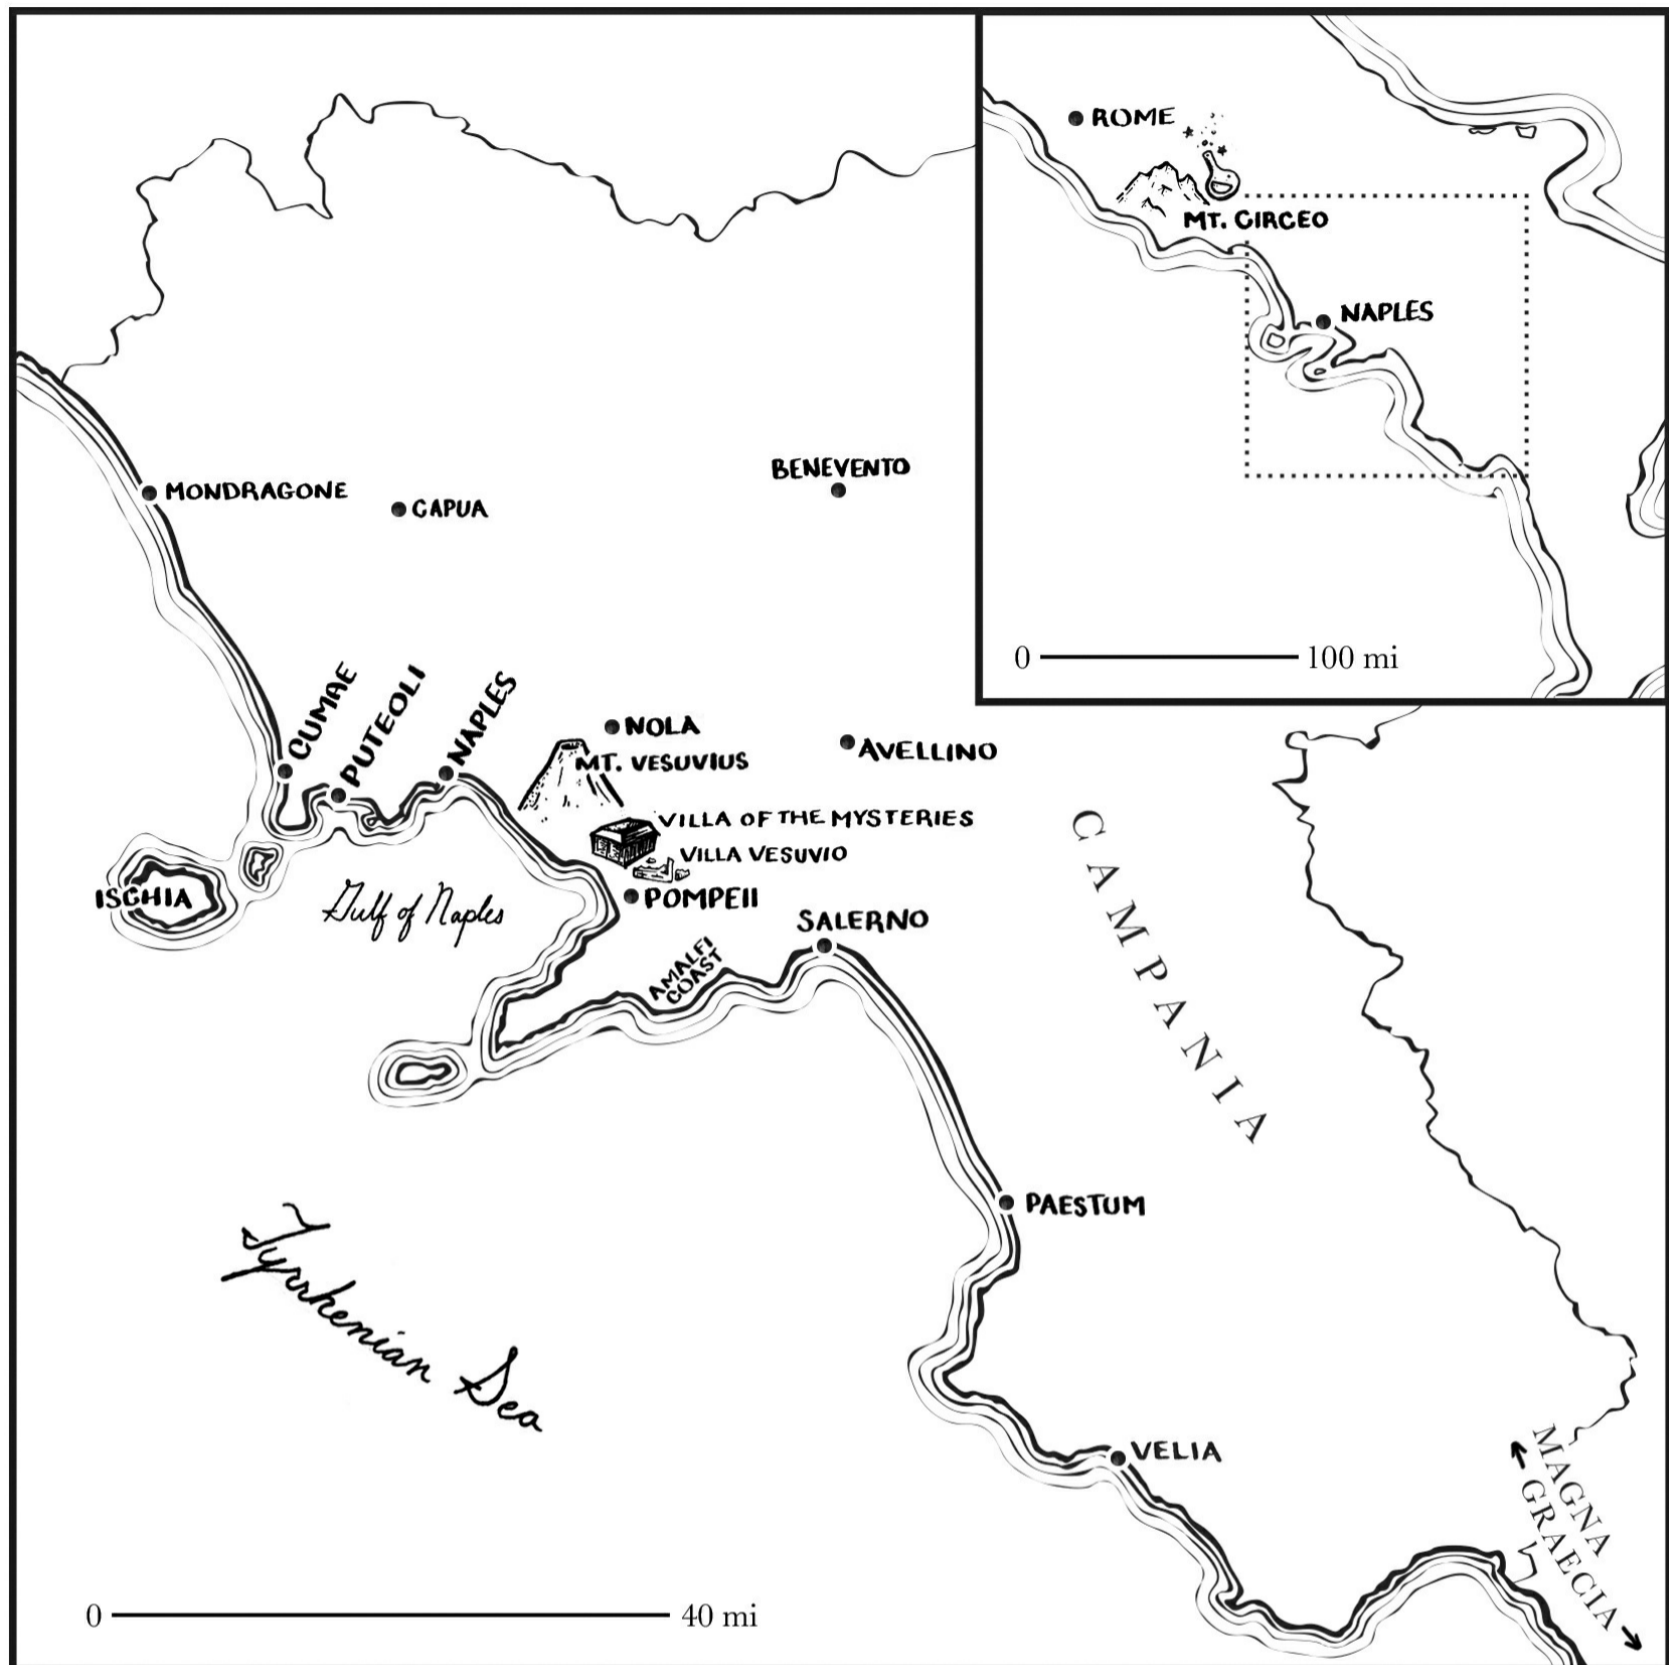 ROME
MT. CIRCEO
NAPLES
0 100 mi
BENEVENTO
MONDRAGONE
CAPUA
CUMAE
PUTEOLI
NAPLES
NOLA
MT. VESUVIUS
AVELLINO
VILLA OF THE MYSTERIES
VILLA VESUVIO
POMPEII
ISCHIA
Gulf of Naples
SALERNO
AMALFI
COAST
CAMPANIA
PAESTUM
Tyrrhenian Sea
VELIA
MAGNA
GRAECIA
0 40 mi